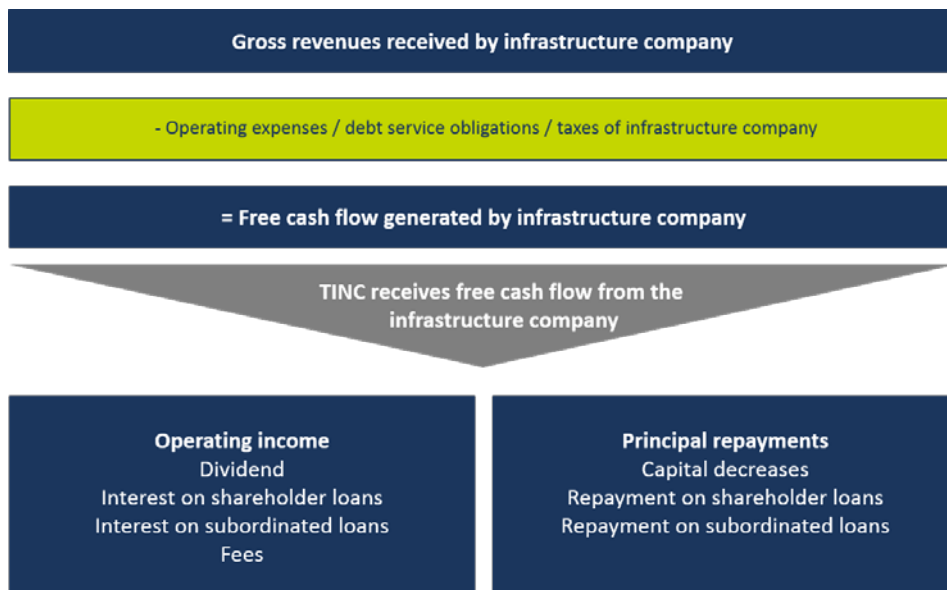 Gross revenues received by infrastructure company
- Operating expenses / debt service obligations / taxes of infrastructure company
= Free cash flow generated by infrastructure company
TINC receives free cash flow from the
infrastructure company
Operating income
Dividend
Interest on shareholder loans
Interest on subordinated loans
Fees
Principal repayments
Capital decreases
Repayment on shareholder loans
Repayment on subordinated loans